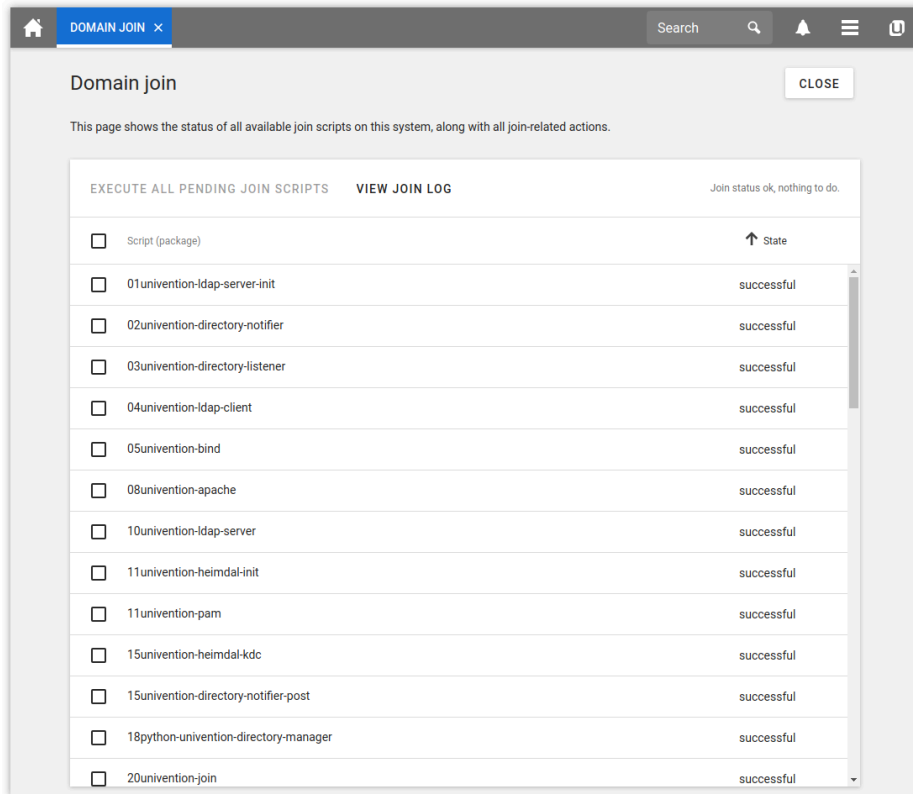 DOMAIN JOIN ×
Search
Domain join
CLOSE
This page shows the status of all available join scripts on this system, along with all join-related actions.
EXECUTE ALL PENDING JOIN SCRIPTS VIEW JOIN LOG Join status ok, nothing to do.
Script (package) State
01univention-ldap-server-init successful
02univention-directory-notifier successful
03univention-directory-listener successful
04univention-ldap-client successful
05univention-bind successful
08univention-apache successful
10univention-ldap-server successful
11univention-heimdal-init successful
11univention-pam successful
15univention-heimdal-kdc successful
15univention-directory-notifier-post successful
18python-univention-directory-manager successful
20univention-join successful